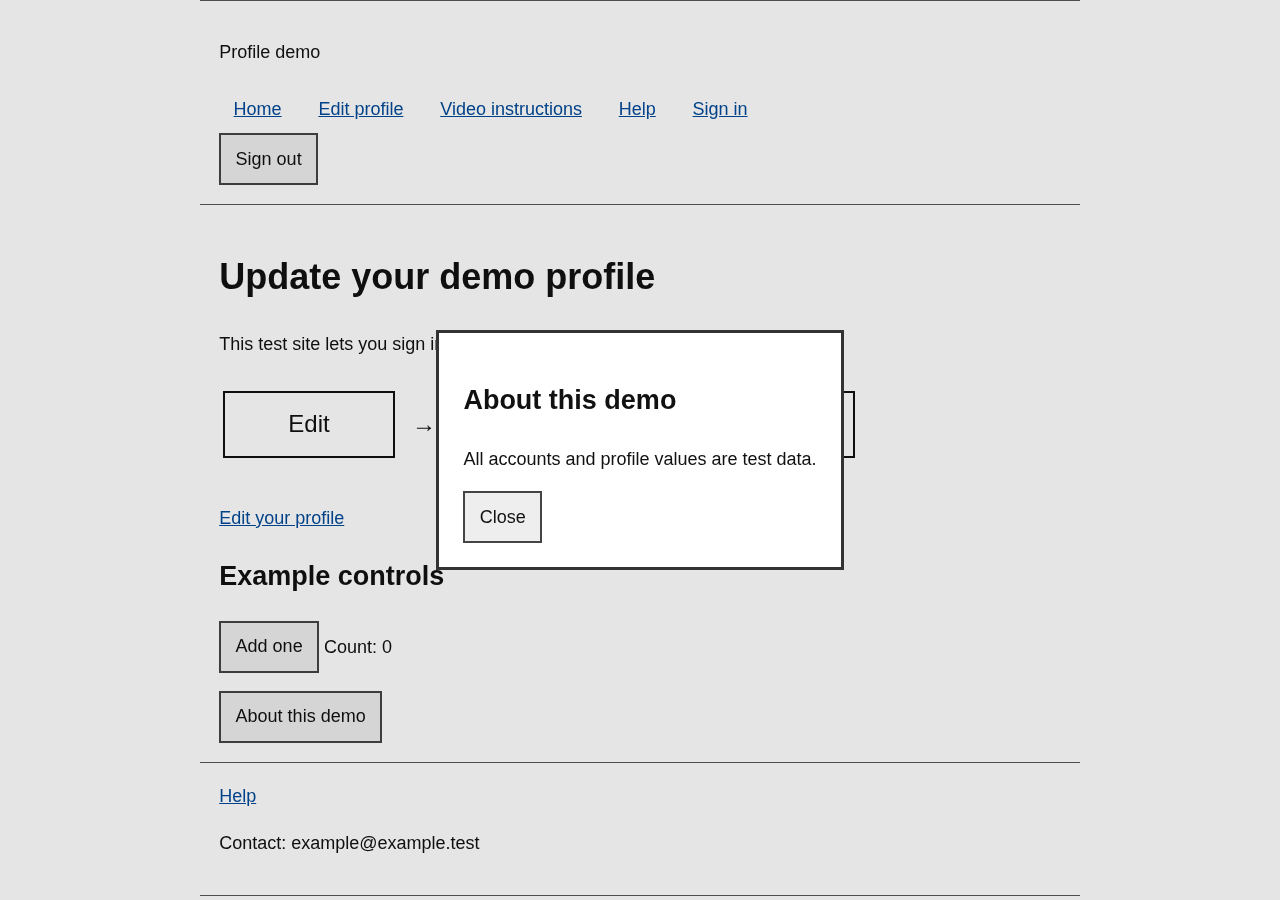 Profile demo
Home Edit profile Video instructions Help Sign in
Sign out
Update your demo profile
This test site lets you sign
Edit →
About this demo
All accounts and profile values are test data.
Close
Edit your profile
Example controls
Add one Count: 0
About this demo
Help
Contact: example@example.test